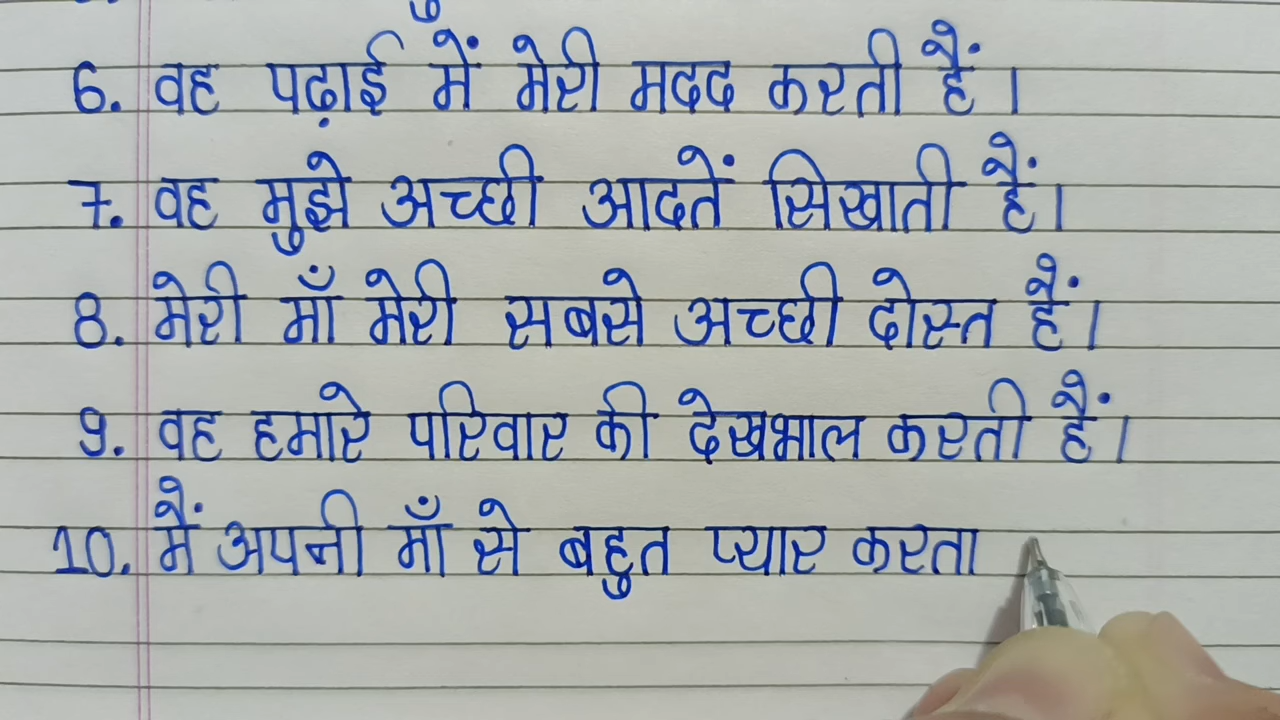 6. वह पढ़ाई में मेरी मदद करती हैं।
7. वह मुझे अच्छी आदतें सिखाती हैं।
8. मेरी माँ मेरी सबसे अच्छी दोस्त हैं।
9. वह हमारे परिवार की देखभाल करती हैं।
10. मैं अपनी माँ से बहुत प्यार करता